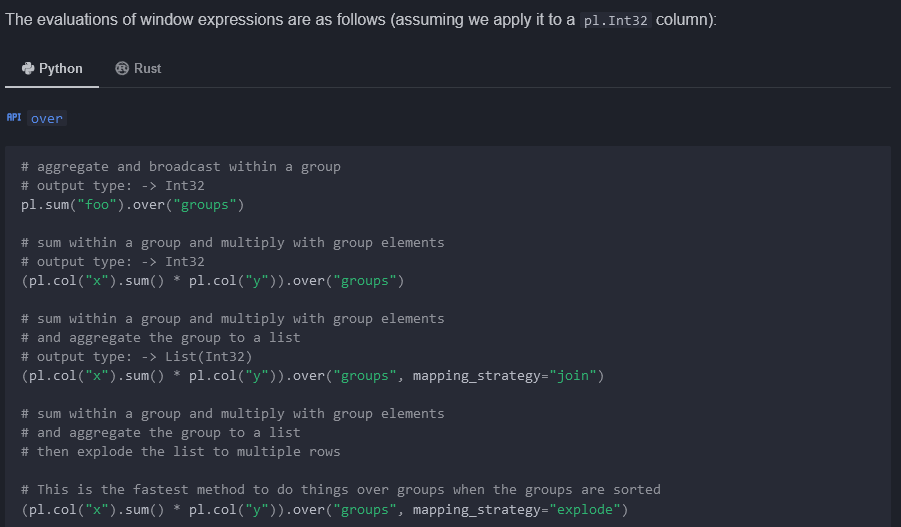 The evaluations of window expressions are as follows (assuming we apply it to a pl.Int32 column):
Python Rust
API over
# aggregate and broadcast within a group
# output type: -> Int32
pl.sum("foo").over("groups")
# sum within a group and multiply with group elements
# output type: -> Int32
(pl.col("x").sum() * pl.col("y")).over("groups")
# sum within a group and multiply with group elements
# and aggregate the group to a list
# output type: -> List(Int32)
(pl.col("x").sum() * pl.col("y")).over("groups", mapping_strategy="join")
# sum within a group and multiply with group elements
# and aggregate the group to a list
# then explode the list to multiple rows
# This is the fastest method to do things over groups when the groups are sorted
(pl.col("x").sum() * pl.col("y")).over("groups", mapping_strategy="explode")